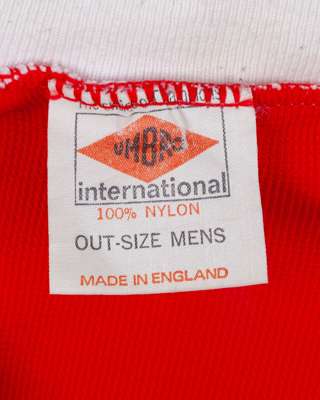 UMBRO
international
100% NYLON
OUT-SIZE MENS
MADE IN ENGLAND